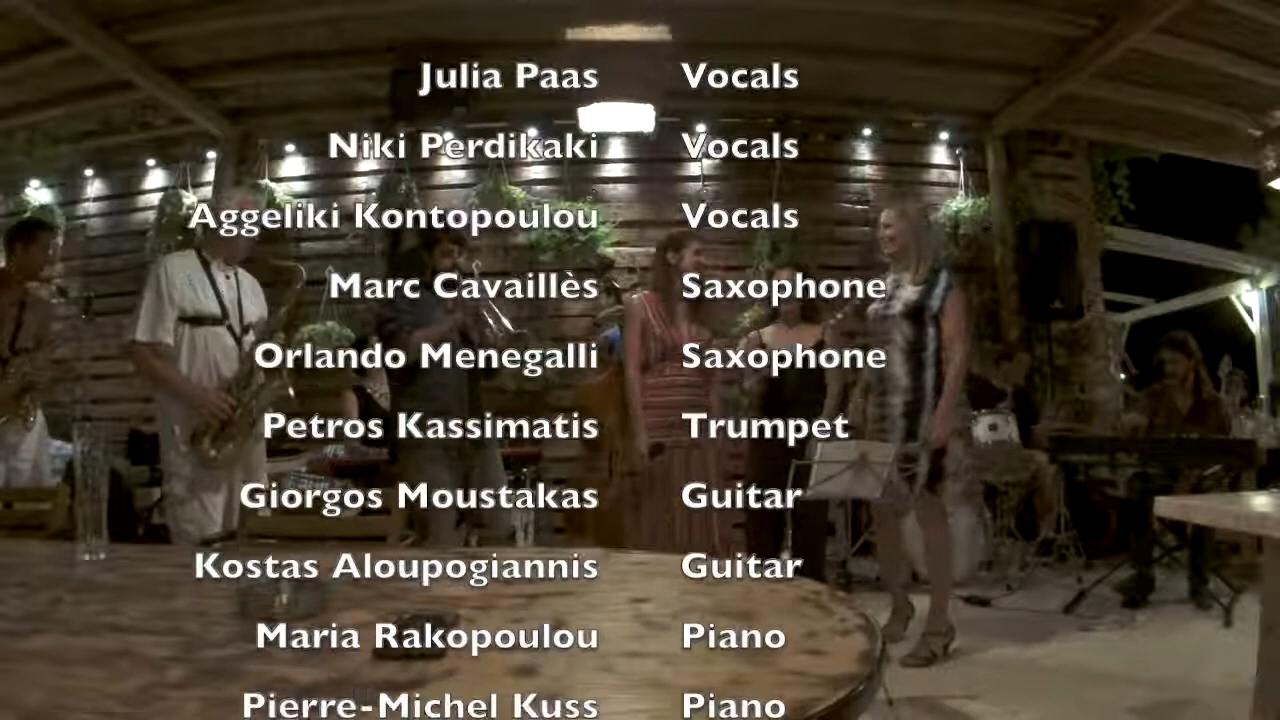 Julia Paas Vocals
Niki Perdikaki Vocals
Aggeliki Kontopoulou Vocals
Marc Cavaillès Saxophone
Orlando Menegalli Saxophone
Petros Kassimatis Trumpet
Giorgos Moustakas Guitar
Kostas Aloupogiannis Guitar
Maria Rakopoulou Piano
Pierre-Michel Kuss Piano